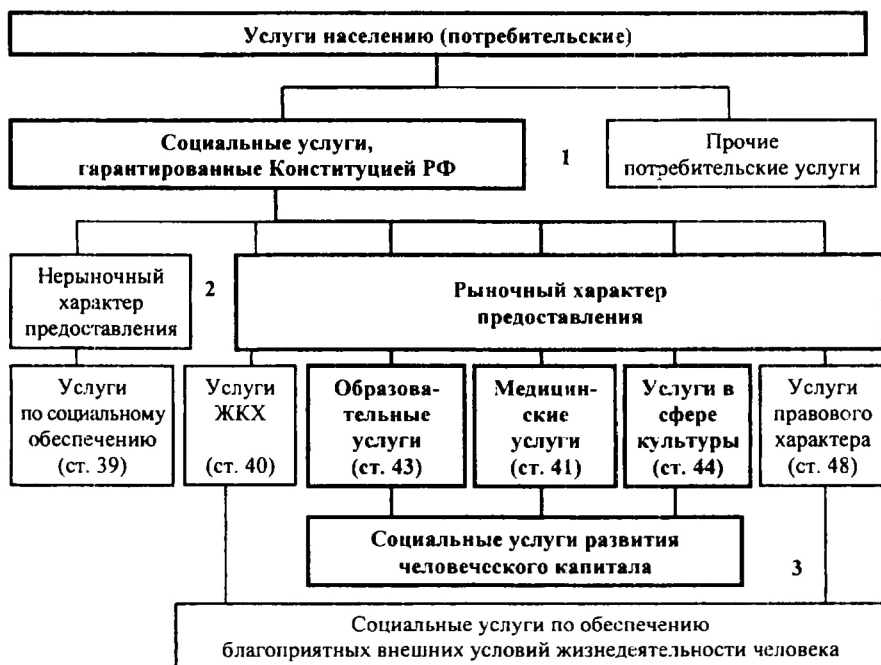 Услуги населению (потребительские)
Социальные услуги,
гарантированные Конституцией РФ
1
Прочие
потребительские услуги
Нерыночный
характер
предоставления
2
Рыночный характер
предоставления
Услуги
по социальному
обеспечению
(ст. 39)
Услуги
ЖКХ
(ст. 40)
Образова-
тельные
услуги
(ст. 43)
Медицин-
ские
услуги
(ст. 41)
Услуги в
сфере
культуры
(ст. 44)
Услуги
правового
характера
(ст. 48)
Социальные услуги развития
человеческого капитала
3
Социальные услуги по обеспечению
благоприятных внешних условий жизнедеятельности человека